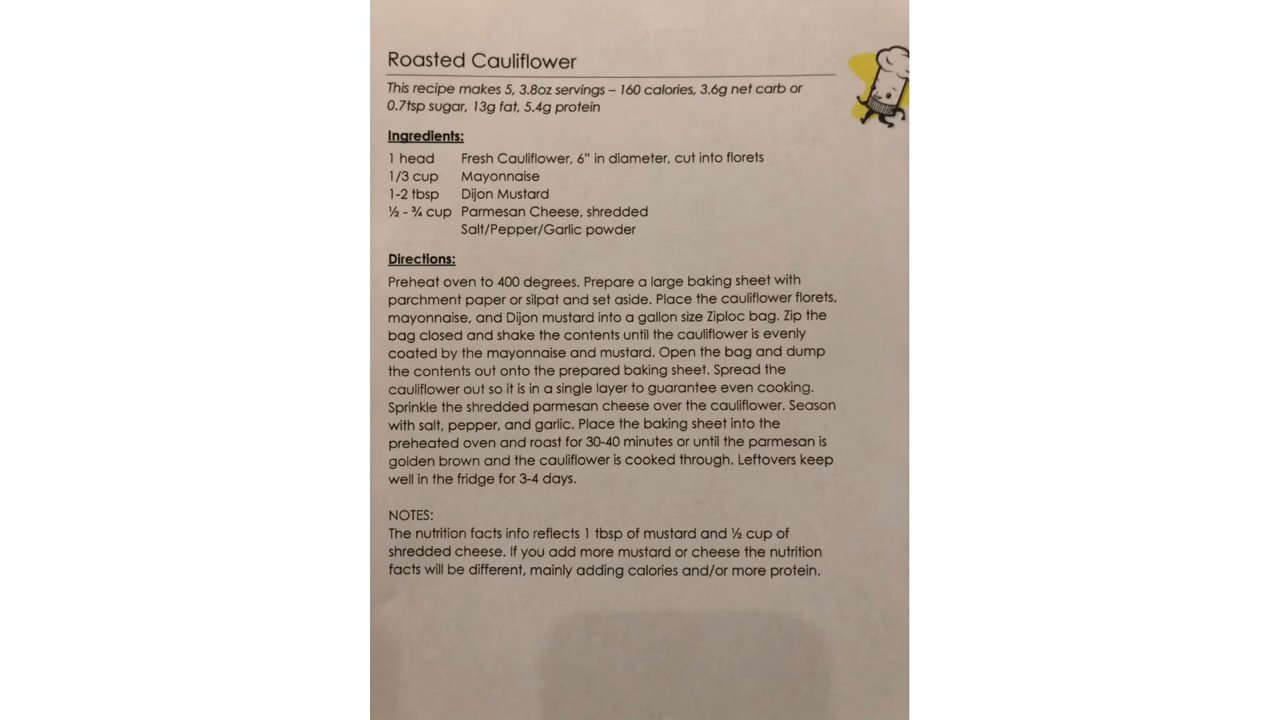 Roasted Cauliflower
This recipe makes 5, 3.8oz servings – 160 calories, 3.6g net carb or
0.7tsp sugar, 13g fat, 5.4g protein
Ingredients:
1 head Fresh Cauliflower, 6" in diameter, cut into florets
1/3 cup Mayonnaise
1-2 tbsp Dijon Mustard
½ - ¾ cup Parmesan Cheese, shredded
Salt/Pepper/Garlic powder
Directions:
Preheat oven to 400 degrees. Prepare a large baking sheet with
parchment paper or silpat and set aside. Place the cauliflower florets,
mayonnaise, and Dijon mustard into a gallon size Ziploc bag. Zip the
bag closed and shake the contents until the cauliflower is evenly
coated by the mayonnaise and mustard. Open the bag and dump
the contents out onto the prepared baking sheet. Spread the
cauliflower out so it is in a single layer to guarantee even cooking.
Sprinkle the shredded parmesan cheese over the cauliflower. Season
with salt, pepper, and garlic. Place the baking sheet into the
preheated oven and roast for 30-40 minutes or until the parmesan is
golden brown and the cauliflower is cooked through. Leftovers keep
well in the fridge for 3-4 days.
NOTES:
The nutrition facts info reflects 1 tbsp of mustard and ½ cup of
shredded cheese. If you add more mustard or cheese the nutrition
facts will be different, mainly adding calories and/or more protein.